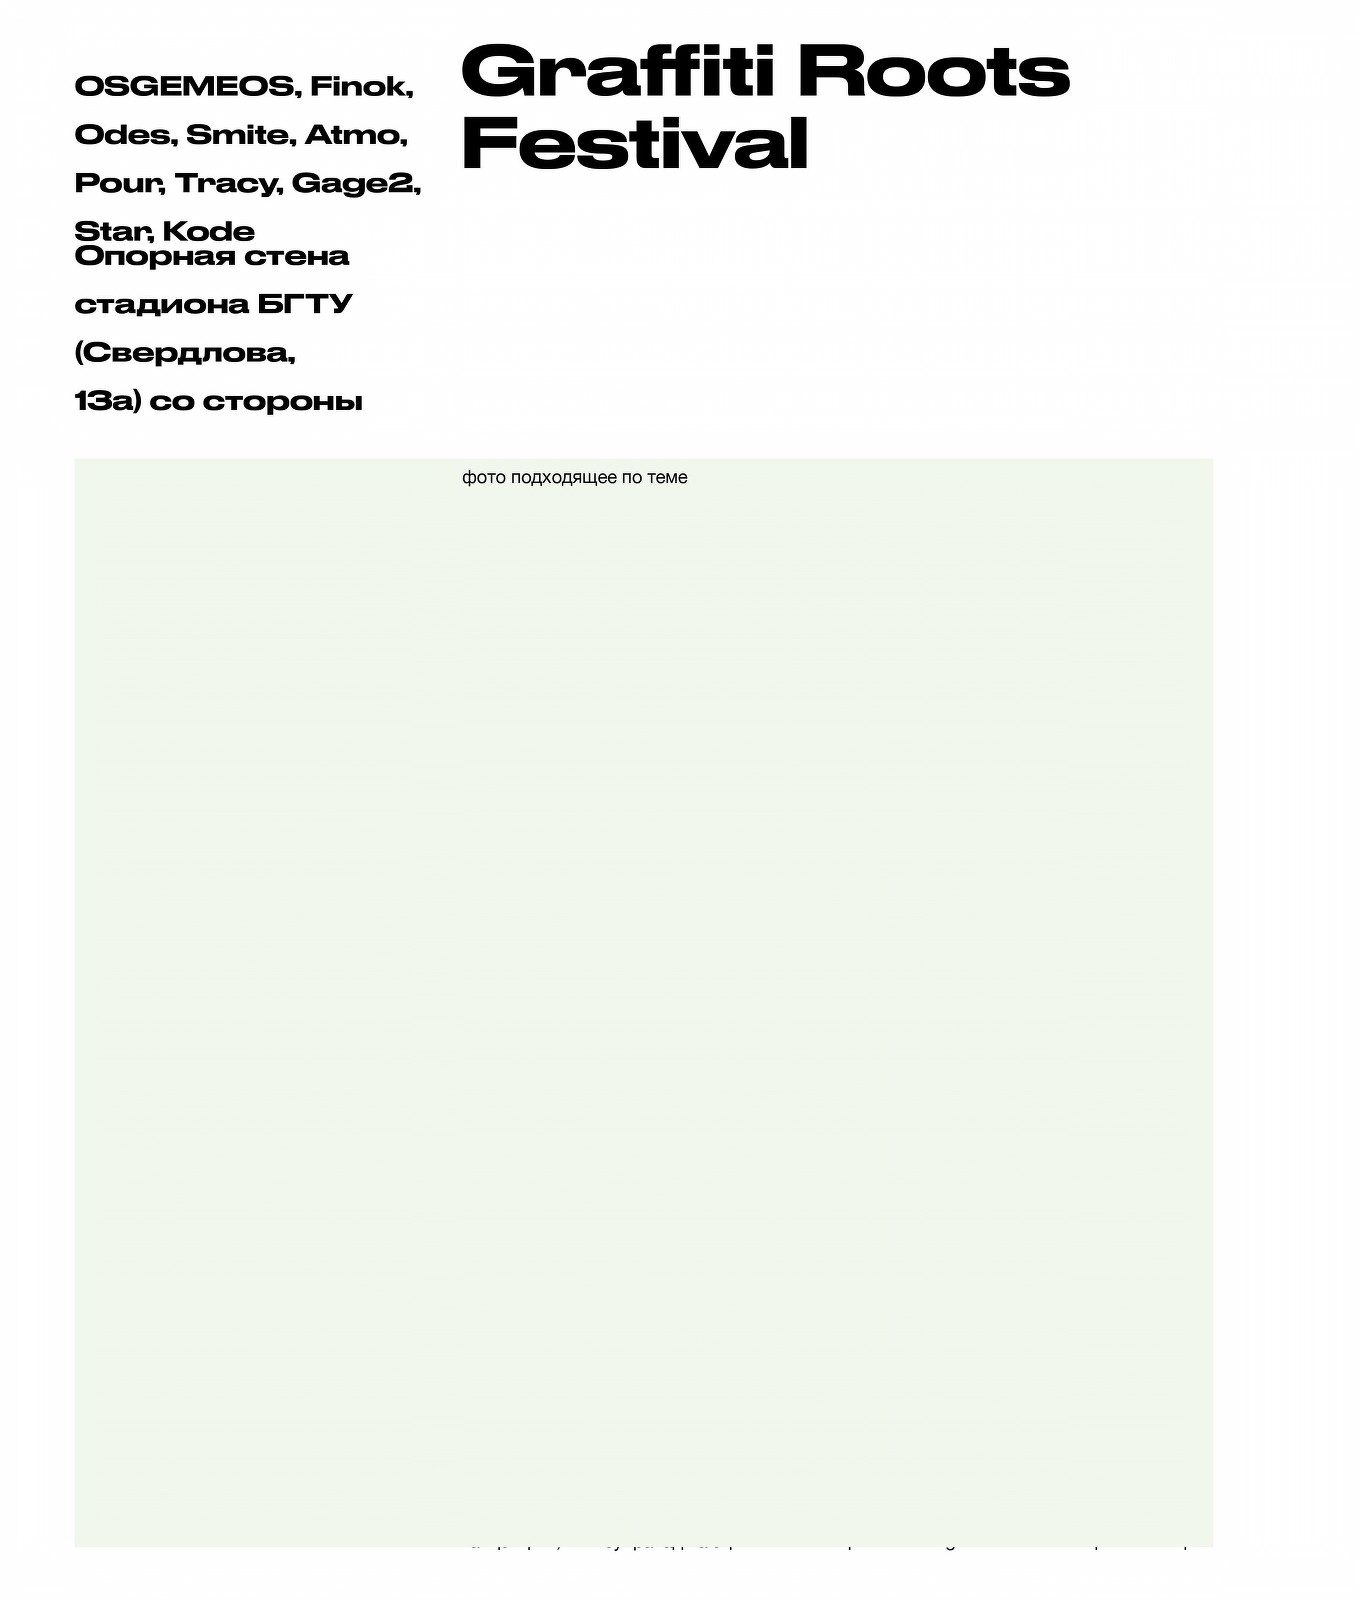 Graffiti Roots
Festival
OSGEMEOS, Finok,
Odes, Smite, Atmo,
Pour, Tracy, Gage2,
Star, Kode
Опорная стена
стадиона БГТУ
(Свердлова,
13а) со стороны
фото подходящее по теме